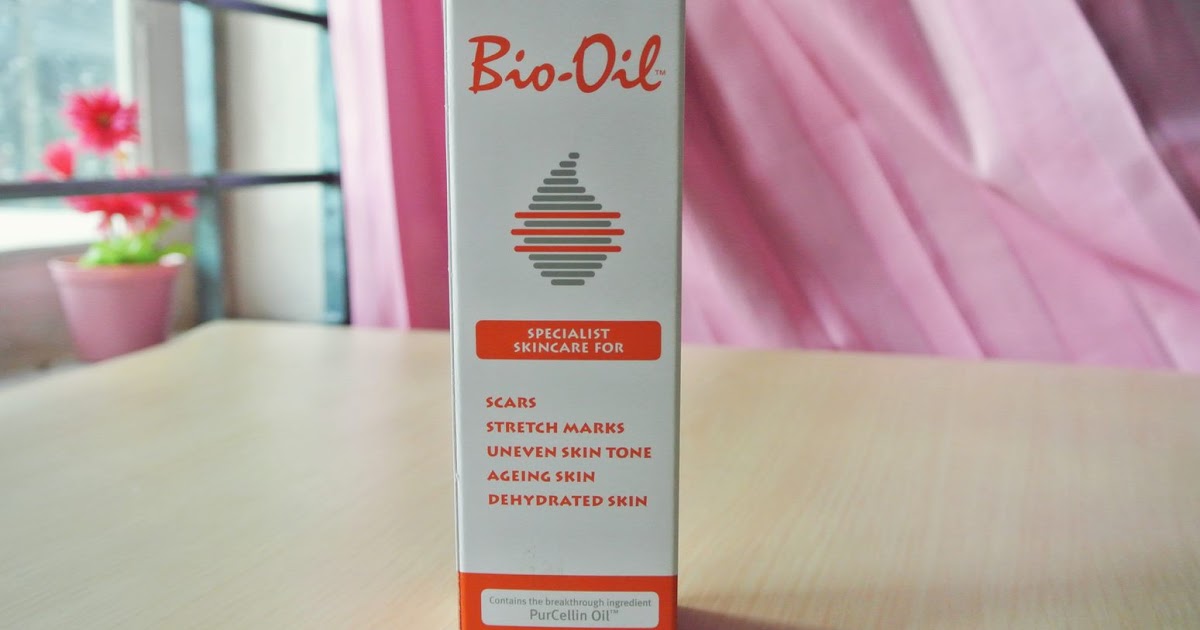 Bio-Oil™
SPECIALIST
SKINCARE FOR
SCARS
STRETCH MARKS
UNEVEN SKIN TONE
AGEING SKIN
DEHYDRATED SKIN
Contains the breakthrough ingredient
PurCellin Oil™